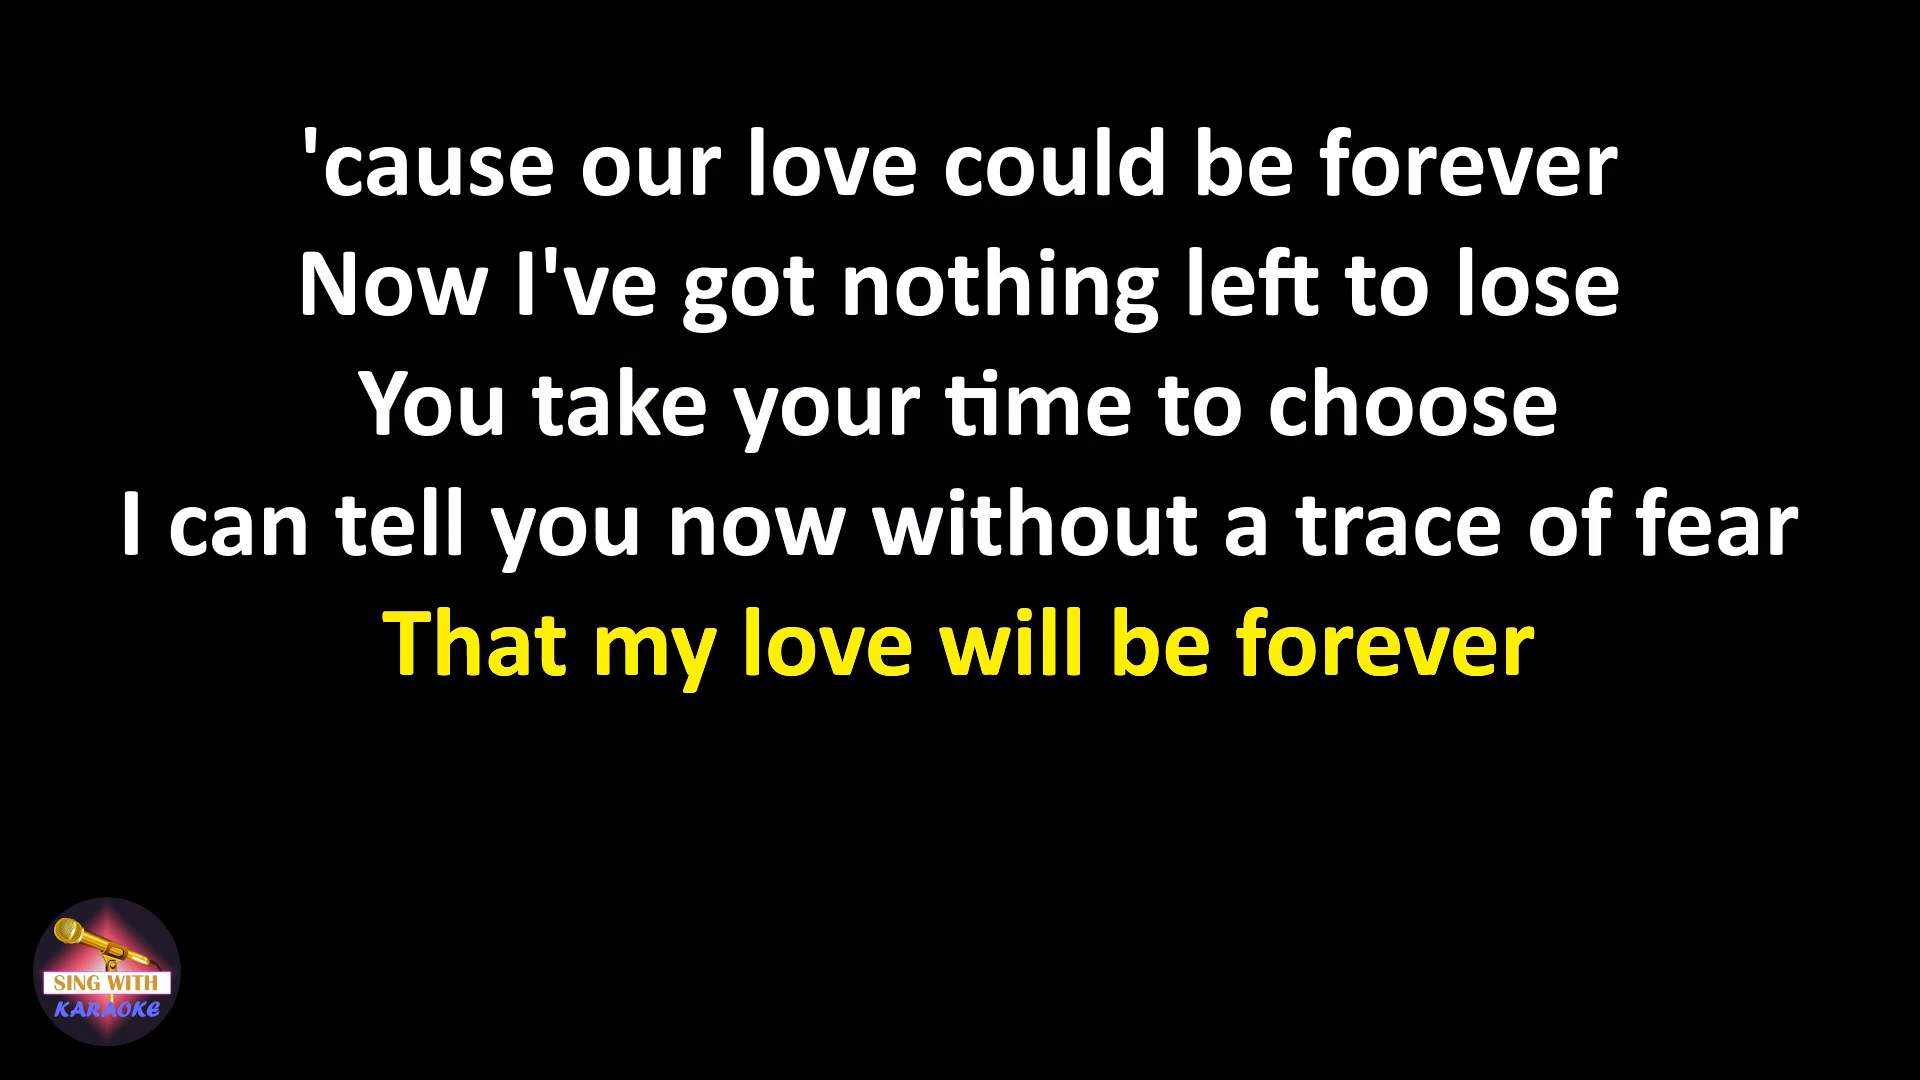 'cause our love could be forever
Now I've got nothing left to lose
You take your time to choose
I can tell you now without a trace of fear
That my love will be forever
SING WITH
KARAOKE